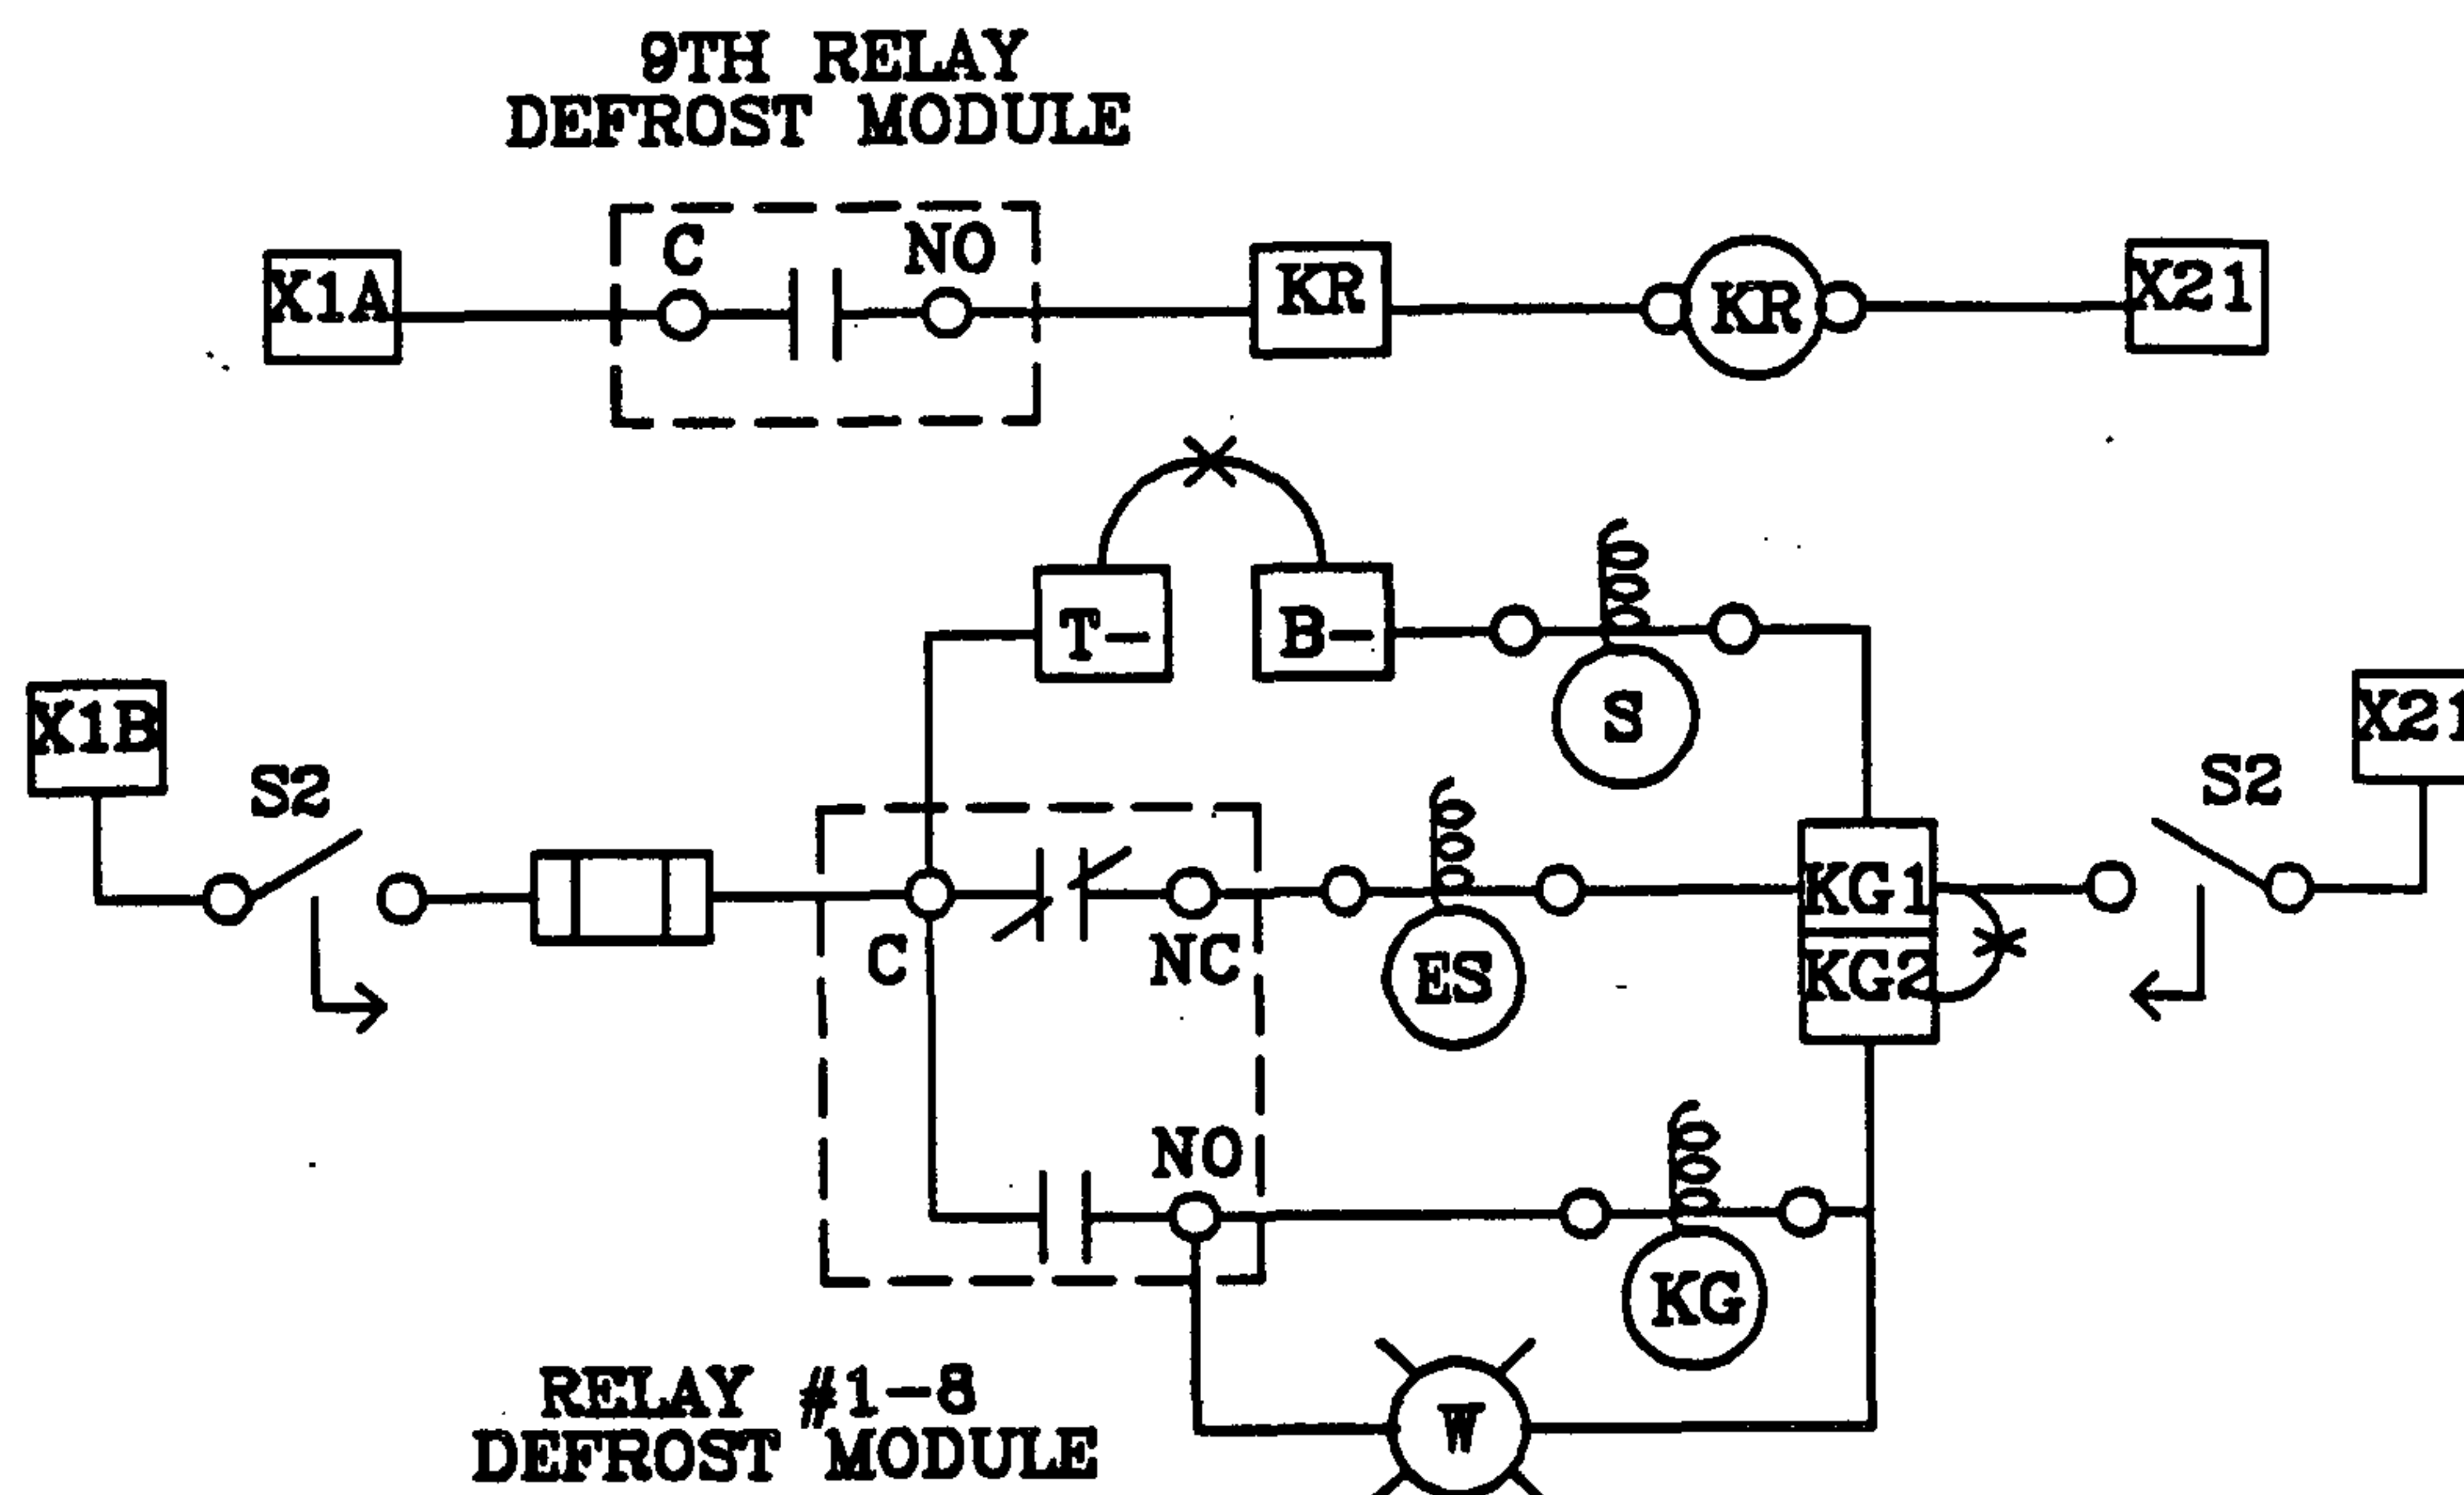 9TH RELAY
DEFROST MODULE
C NO
X1A KR KR X21
T- B-
S
X1B X21
S2 S2
KG1
C NC ES KG2
NO
KG
RELAY #1-8
DEFROST MODULE
W